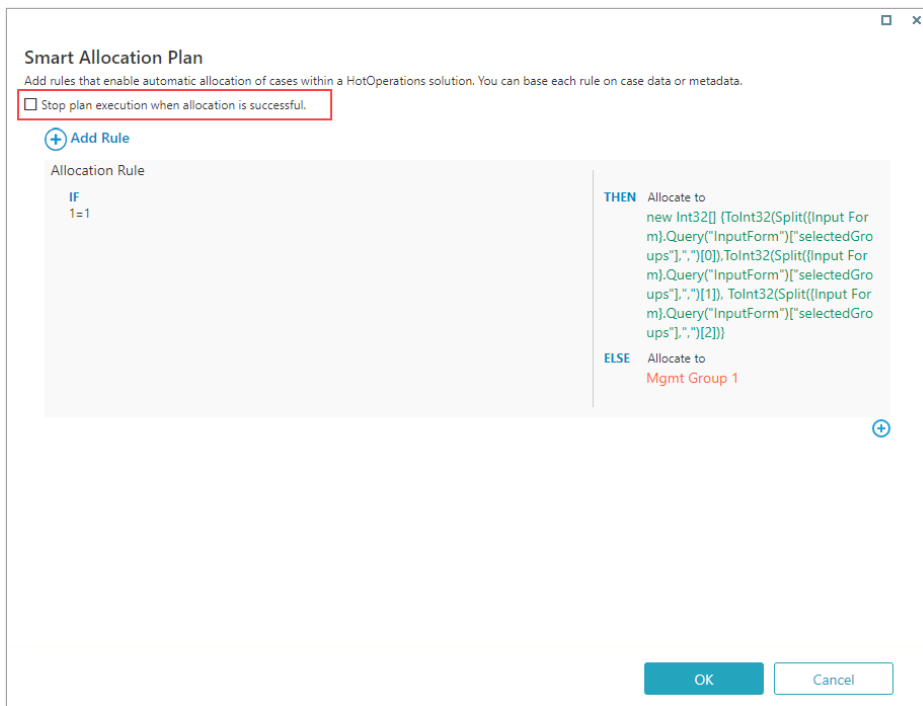 Smart Allocation Plan
Add rules that enable automatic allocation of cases within a HotOperations solution. You can base each rule on case data or metadata.
Stop plan execution when allocation is successful.
Add Rule
Allocation Rule
IF
1=1
THEN Allocate to
new Int32[] {ToInt32(Split({Input For
m}.Query("InputForm")["selectedGro
ups"],",")[0]),ToInt32(Split({Input For
m}.Query("InputForm")["selectedGro
ups"],",")[1]), ToInt32(Split({Input For
m}.Query("InputForm")["selectedGro
ups"],",")[2])}
ELSE Allocate to
Mgmt Group 1
OK Cancel